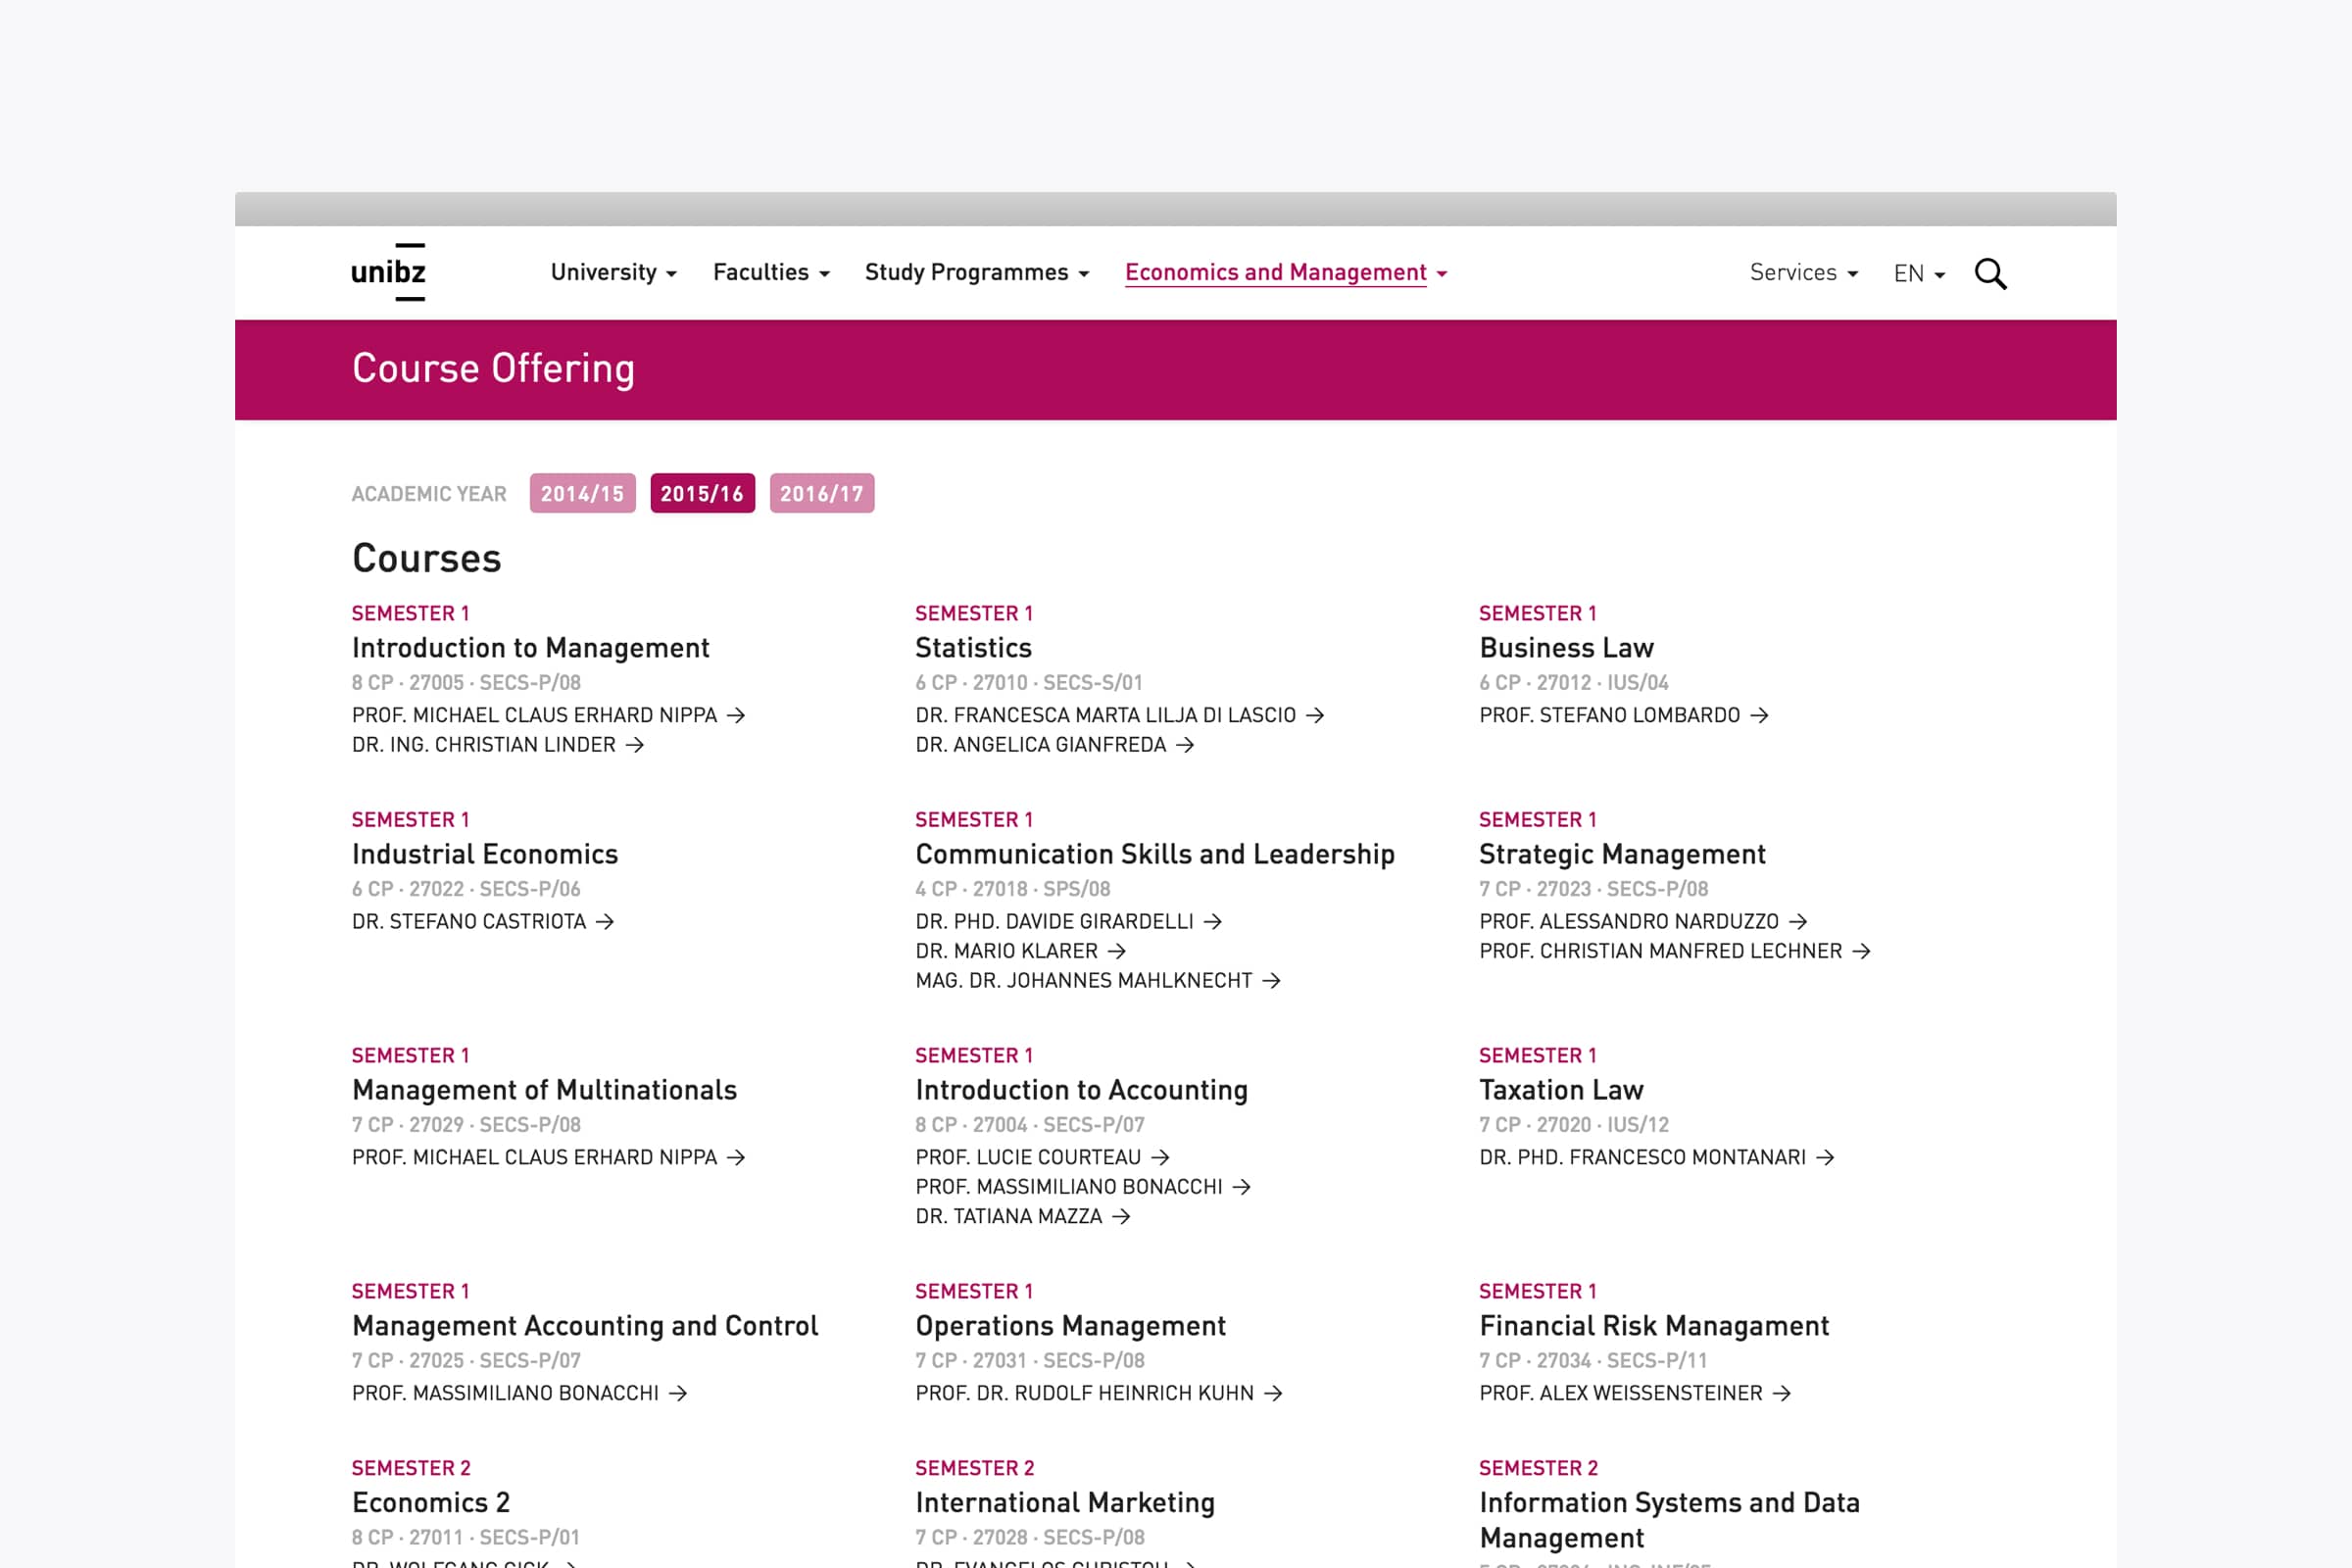 unibz
University
Faculties
Study Programmes
Economics and Management
Services
EN
Course Offering
ACADEMIC YEAR
2014/15
2015/16
2016/17
Courses
SEMESTER 1
Introduction to Management
8 CP · 27005 · SECS-P/08
PROF. MICHAEL CLAUS ERHARD NIPPA →
DR. ING. CHRISTIAN LINDER →
SEMESTER 1
Statistics
6 CP · 27010 · SECS-S/01
DR. FRANCESCA MARTA LILJA DI LASCIO →
DR. ANGELICA GIANFREDA →
SEMESTER 1
Business Law
6 CP · 27012 · IUS/04
PROF. STEFANO LOMBARDO →
SEMESTER 1
Industrial Economics
6 CP · 27022 · SECS-P/06
DR. STEFANO CASTRIOTA →
SEMESTER 1
Communication Skills and Leadership
4 CP · 27018 · SPS/08
DR. PHD. DAVIDE GIRARDELLI →
DR. MARIO KLARER →
MAG. DR. JOHANNES MAHLKNECHT →
SEMESTER 1
Strategic Management
7 CP · 27023 · SECS-P/08
PROF. ALESSANDRO NARDUZZO →
PROF. CHRISTIAN MANFRED LECHNER →
SEMESTER 1
Management of Multinationals
7 CP · 27029 · SECS-P/08
PROF. MICHAEL CLAUS ERHARD NIPPA →
SEMESTER 1
Introduction to Accounting
8 CP · 27004 · SECS-P/07
PROF. LUCIE COURTEAU →
PROF. MASSIMILIANO BONACCHI →
DR. TATIANA MAZZA →
SEMESTER 1
Taxation Law
7 CP · 27020 · IUS/12
DR. PHD. FRANCESCO MONTANARI →
SEMESTER 1
Management Accounting and Control
7 CP · 27025 · SECS-P/07
PROF. MASSIMILIANO BONACCHI →
SEMESTER 1
Operations Management
7 CP · 27031 · SECS-P/08
PROF. DR. RUDOLF HEINRICH KUHN →
SEMESTER 1
Financial Risk Managament
7 CP · 27034 · SECS-P/11
PROF. ALEX WEISSENSTEINER →
SEMESTER 2
Economics 2
8 CP · 27011 · SECS-P/01
SEMESTER 2
International Marketing
7 CP · 27028 · SECS-P/08
SEMESTER 2
Information Systems and Data
Management